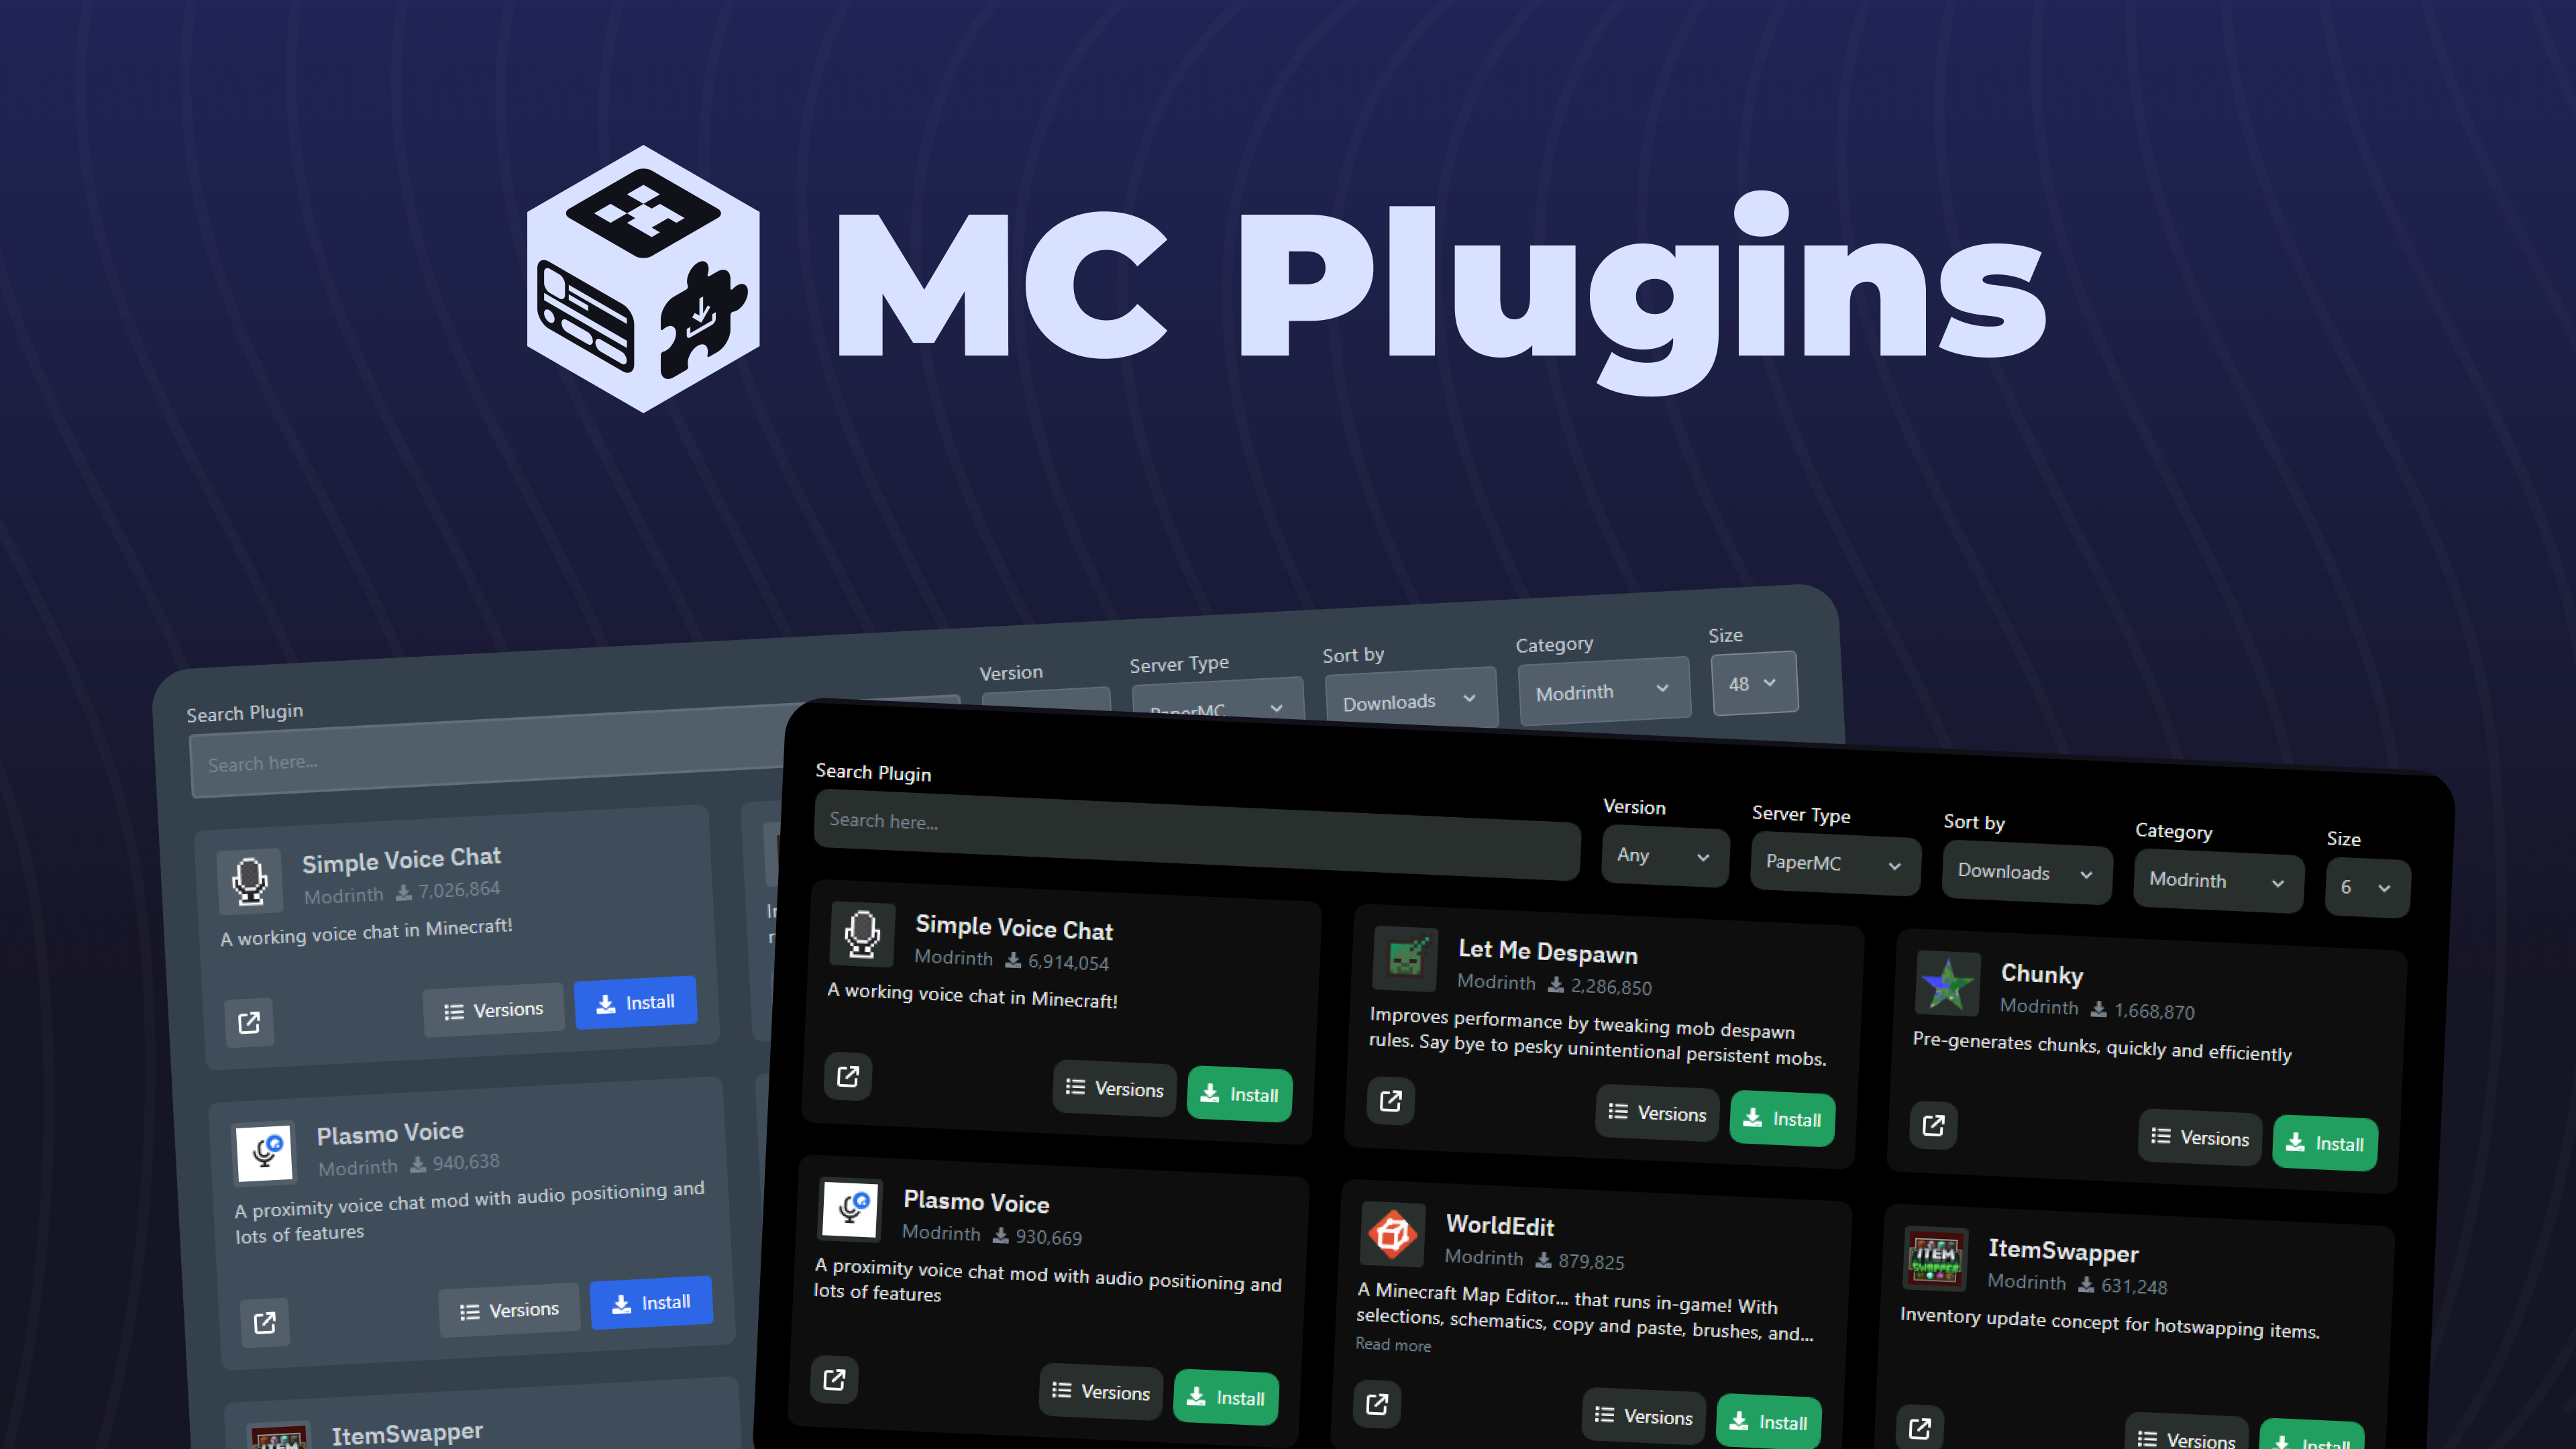 MC Plugins
Search Plugin
Search here...
Version
Server Type
PaperMC
Sort by
Downloads
Category
Modrinth
Size
48
Simple Voice Chat
Modrinth 7,026,864
A working voice chat in Minecraft!
Versions
Install
Plasmo Voice
Modrinth 940,638
A proximity voice chat mod with audio positioning and
lots of features
Versions
Install
ItemSwapper
Search Plugin
Search here...
Version
Any
Server Type
PaperMC
Sort by
Downloads
Category
Modrinth
Size
6
Simple Voice Chat
Modrinth 6,914,054
A working voice chat in Minecraft!
Versions
Install
Let Me Despawn
Modrinth 2,286,850
Improves performance by tweaking mob despawn
rules. Say bye to pesky unintentional persistent mobs.
Versions
Install
Chunky
Modrinth 1,668,870
Pre-generates chunks, quickly and efficiently
Versions
Install
Plasmo Voice
Modrinth 930,669
A proximity voice chat mod with audio positioning and
lots of features
Versions
Install
WorldEdit
Modrinth 879,825
A Minecraft Map Editor... that runs in-game! With
selections, schematics, copy and paste, brushes, and...
Read more
Versions
Install
ITEM
SWAPPER
ItemSwapper
Modrinth 631,248
Inventory update concept for hotswapping items.
Versions
Install